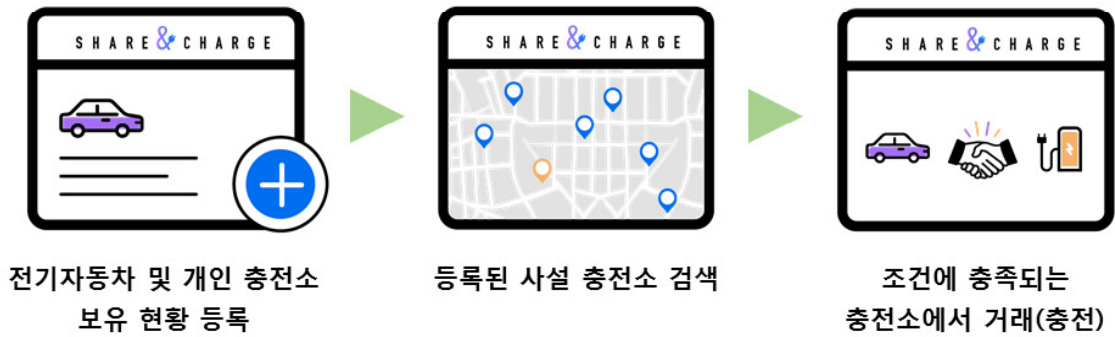 SHARE & CHARGE
SHARE & CHARGE
SHARE & CHARGE
전기자동차 및 개인 충전소
보유 현황 등록
등록된 사설 충전소 검색
조건에 충족되는
충전소에서 거래(충전)